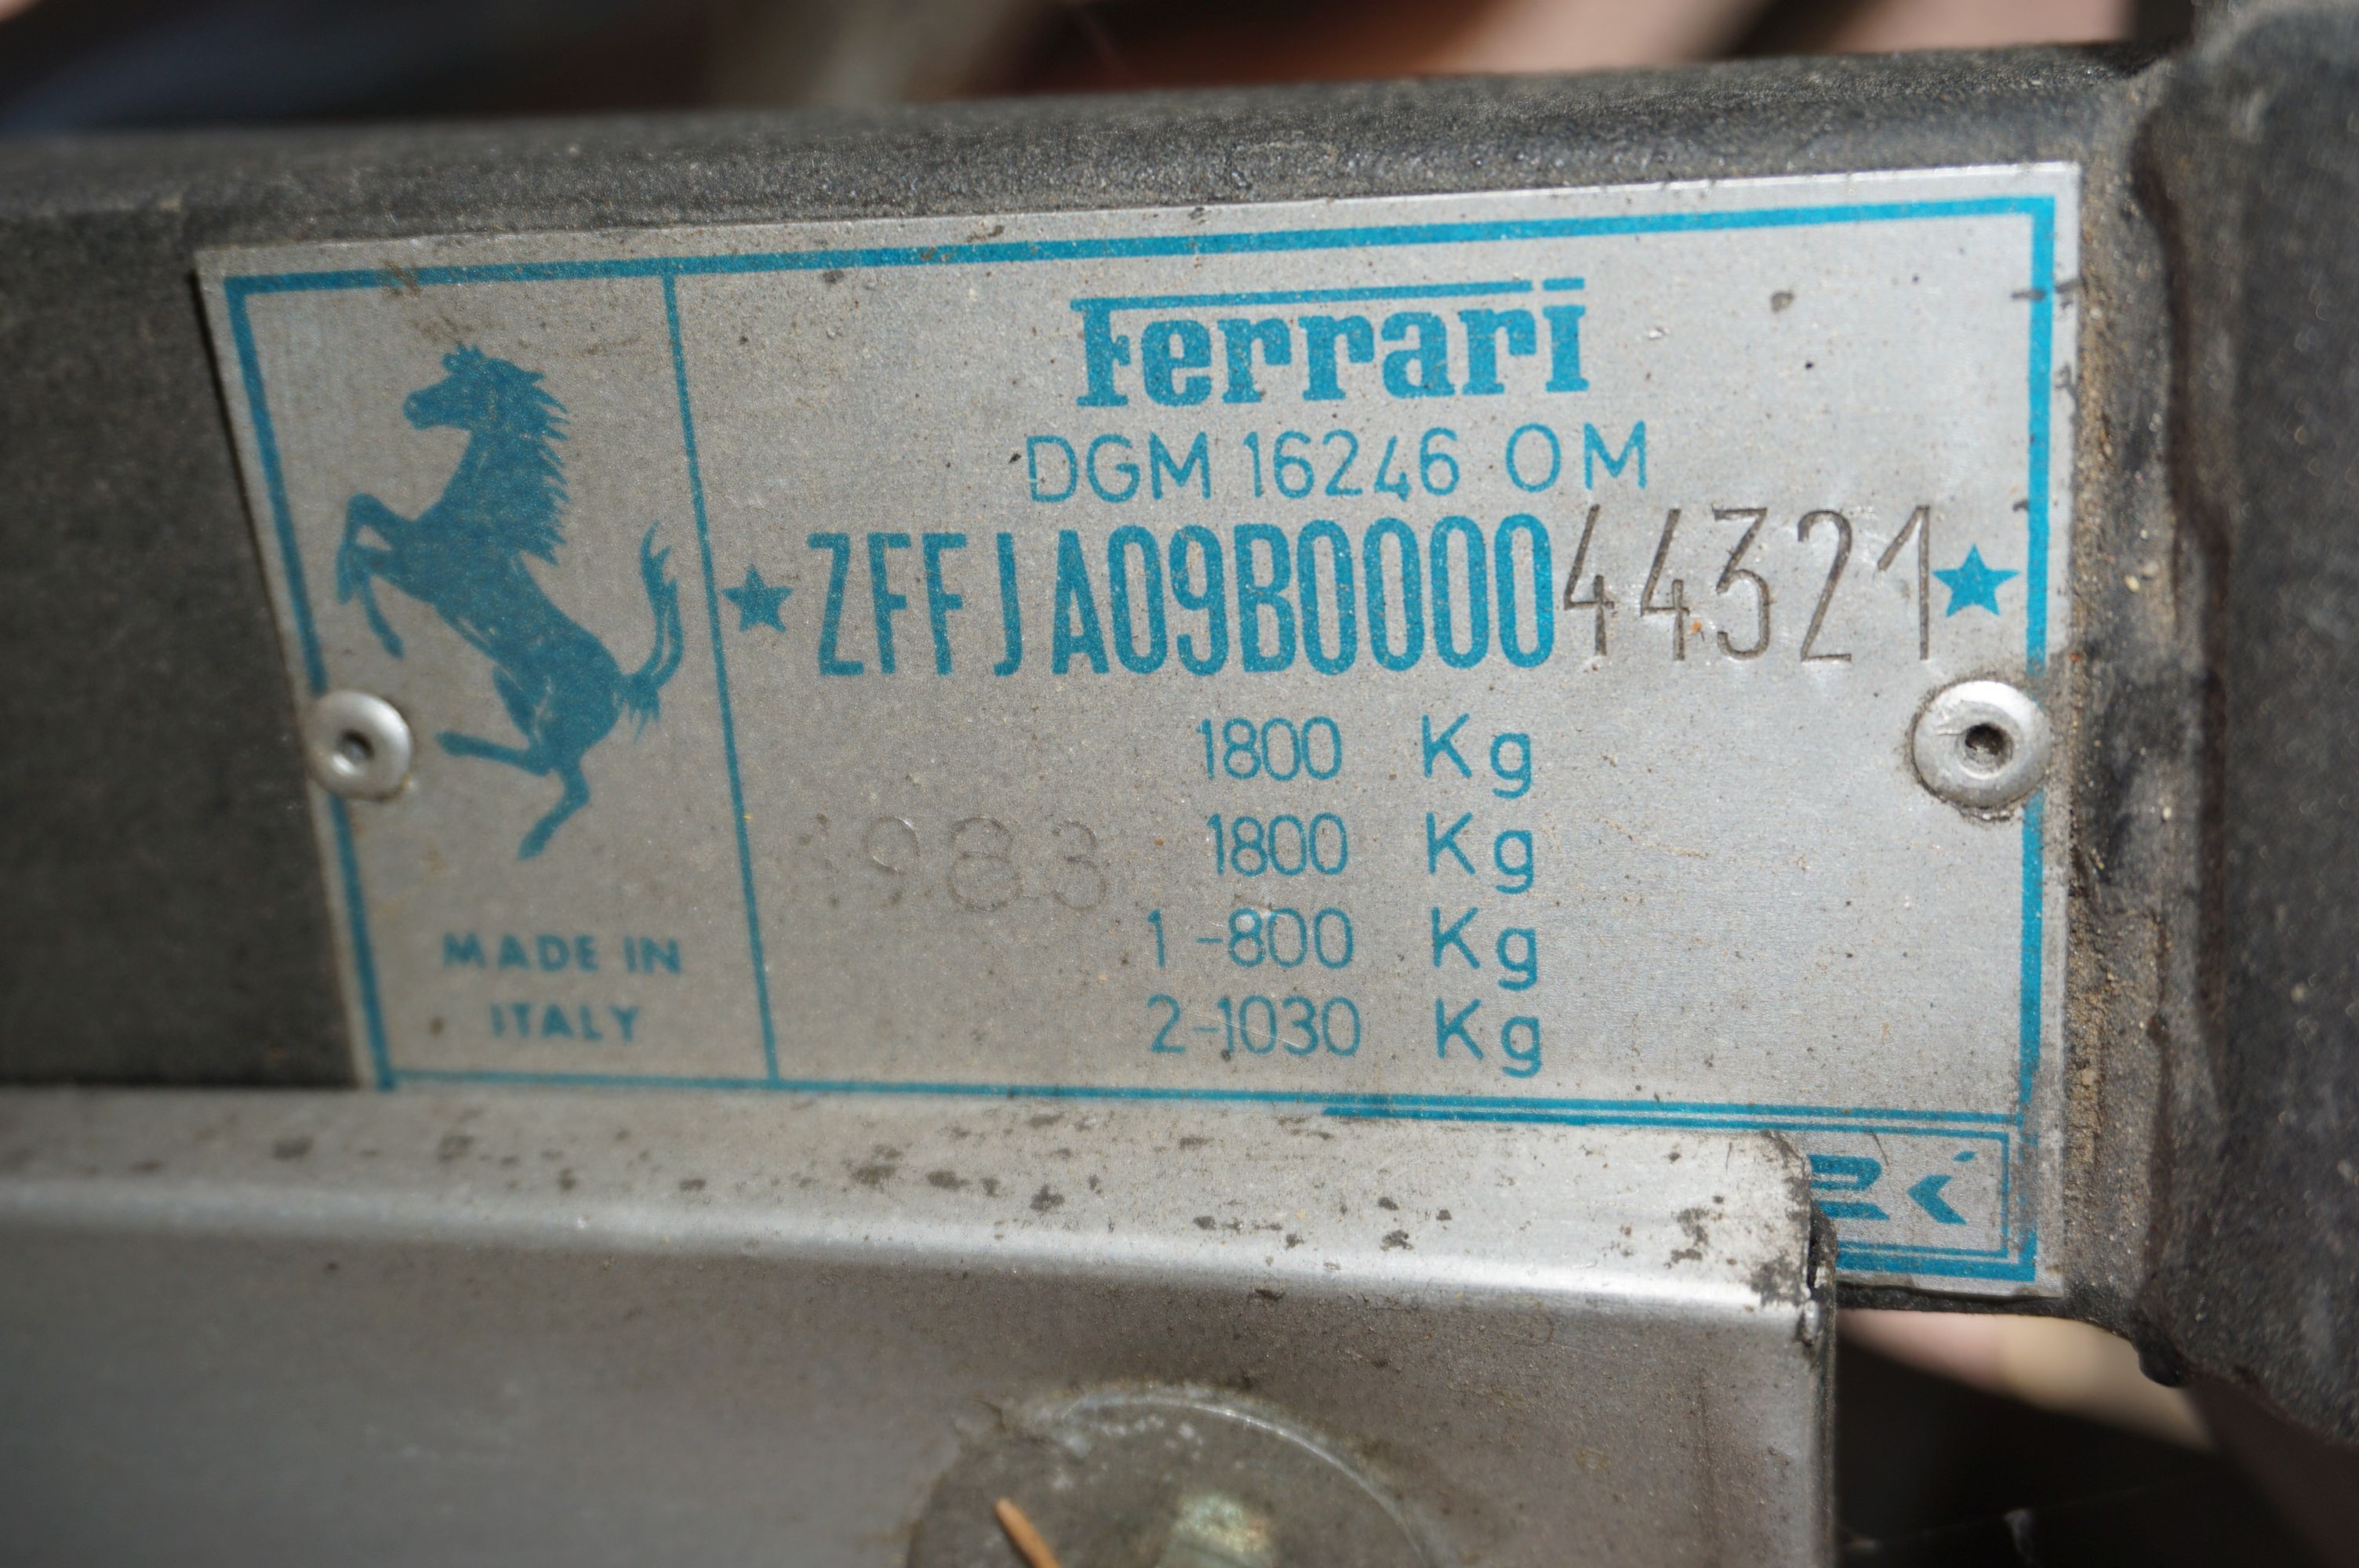 Ferrari
DGM 16246 OM
★ZFFJA09B000044321★
1800 Kg
1983 1800 Kg
1-800 Kg
2-1030 Kg
MADE IN
ITALY